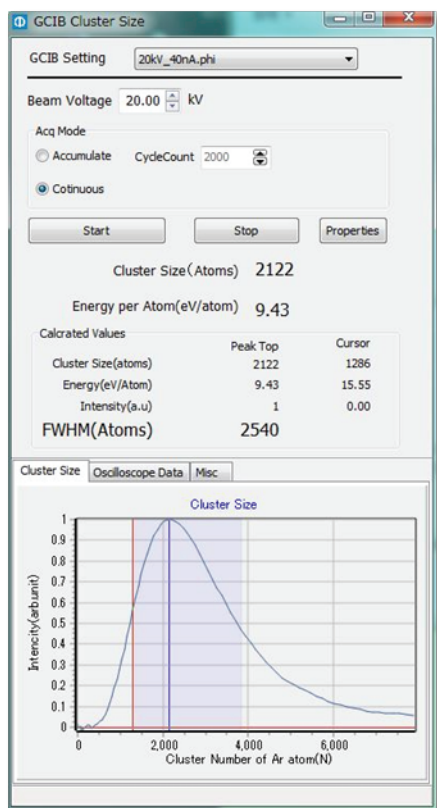 GCIB Cluster Size
GCIB Setting 20kV_40nA.phi
Beam Voltage 20.00 kV
Acq Mode
Accumulate CycleCount 2000
Cotinuous
Start Stop Properties
Cluster Size(Atoms) 2122
Energy per Atom(eV/atom) 9.43
Calcrated Values
Peak Top Cursor
Cluster Size(atoms) 2122 1286
Energy(eV/Atom) 9.43 15.55
Intensity(a.u) 1 0.00
FWHM(Atoms) 2540
Cluster Size Oscilloscope Data Misc
Cluster Size
Intencity(arb.unit)
1
0.9
0.8
0.7
0.6
0.5
0.4
0.3
0.2
0.1
0
0 2,000 4,000 6,000
Cluster Number of Ar atom(N)